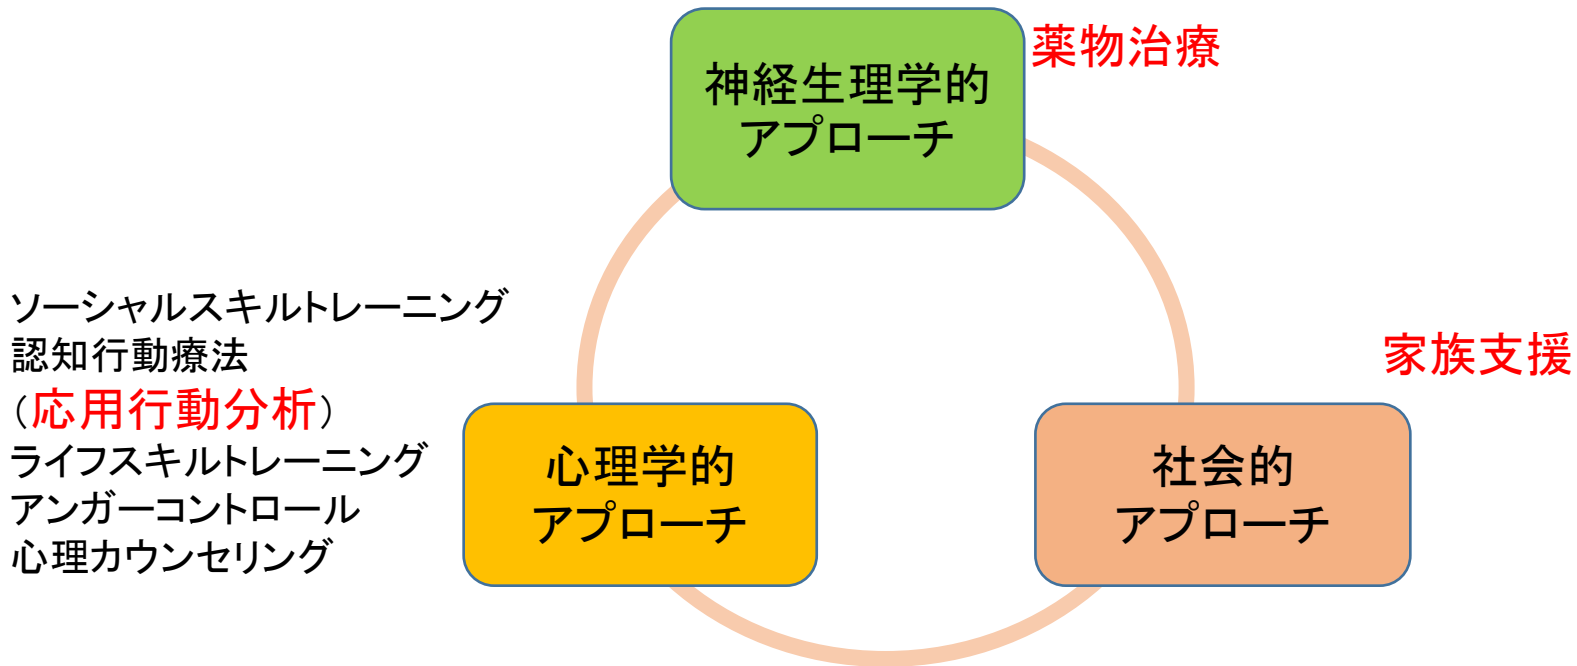 神経生理学的
アプローチ
薬物治療
ソーシャルスキルトレーニング
認知行動療法
（応用行動分析）
ライフスキルトレーニング
アンガーコントロール
心理カウンセリング
心理学的
アプローチ
家族支援
社会的
アプローチ